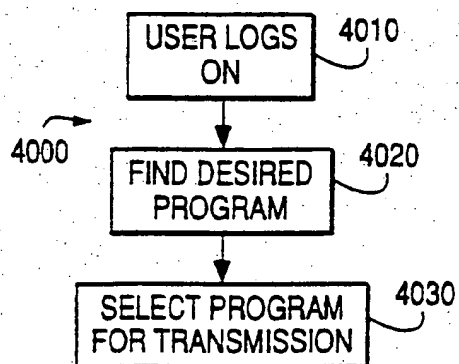 USER LOGS
ON
4010
4000
FIND DESIRED
PROGRAM
4020
SELECT PROGRAM
FOR TRANSMISSION
4030